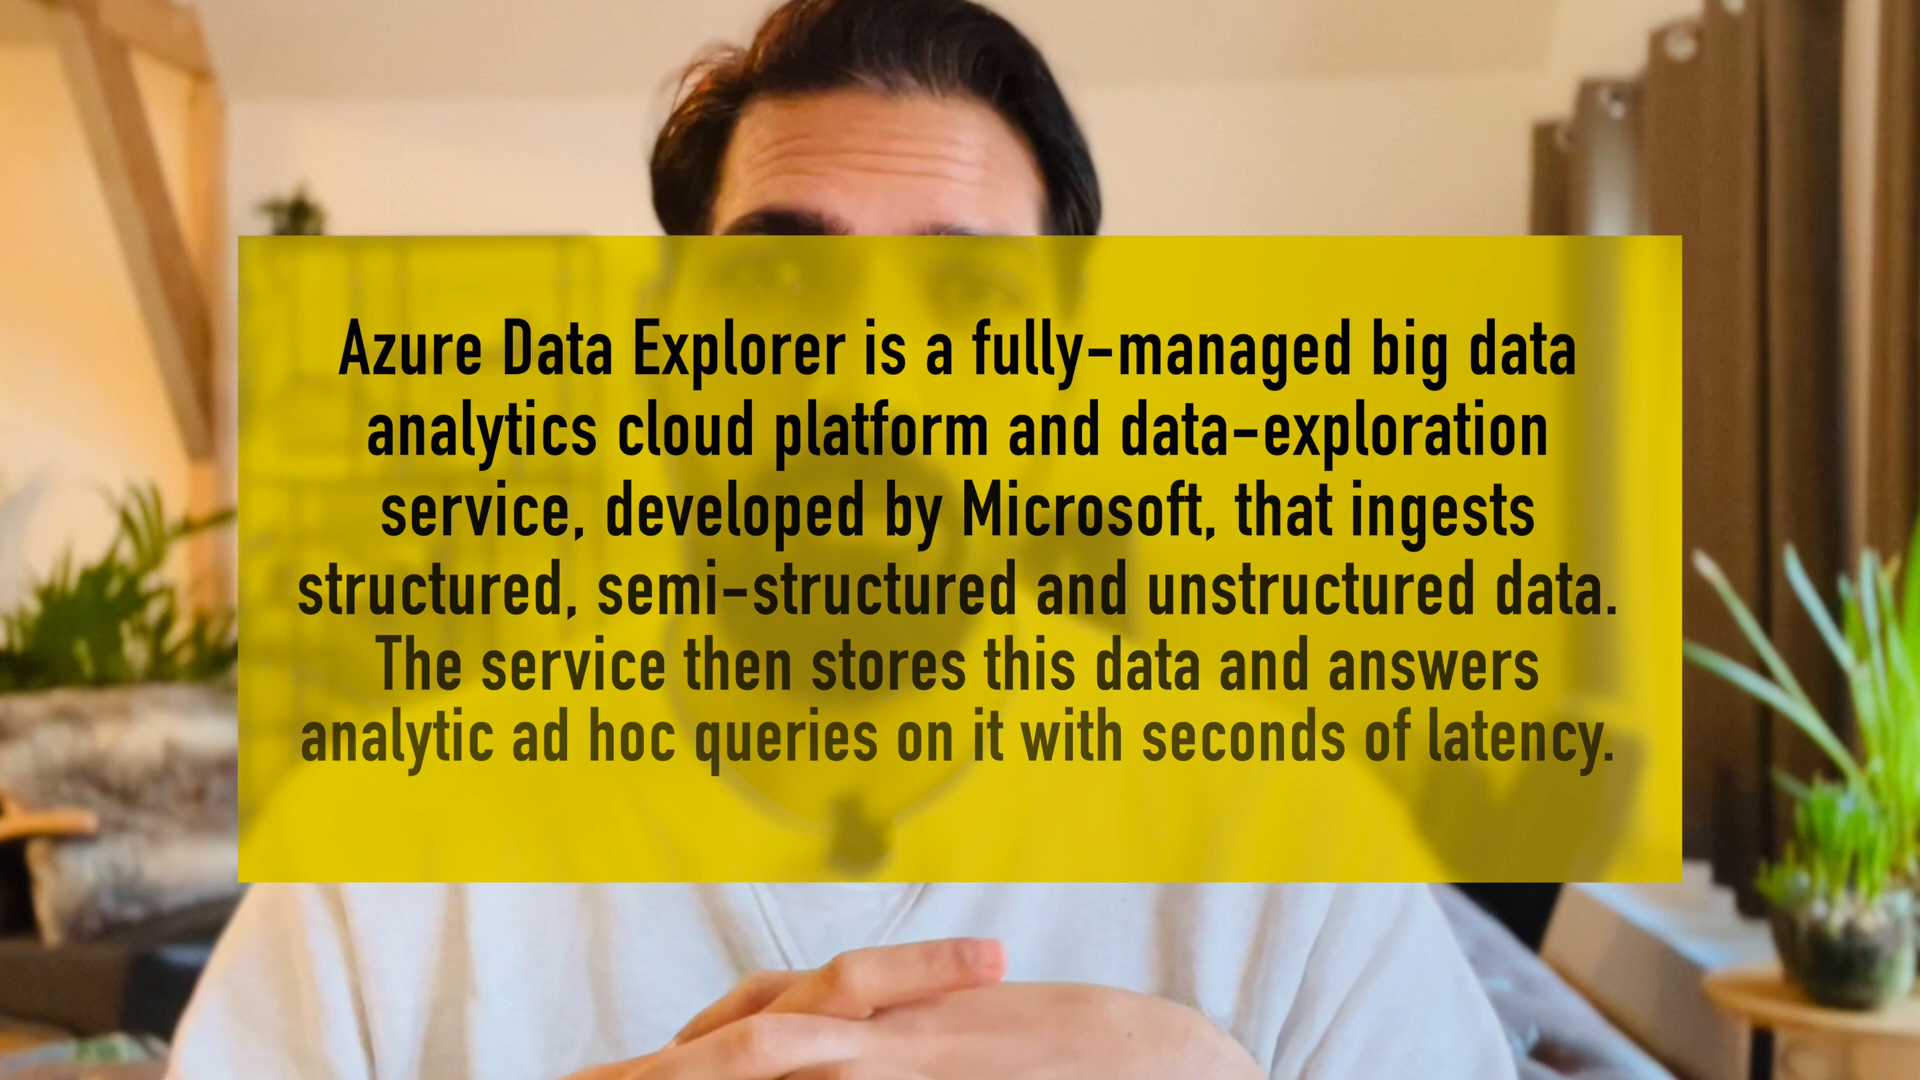 Azure Data Explorer is a fully-managed big data
analytics cloud platform and data-exploration
service, developed by Microsoft, that ingests
structured, semi-structured and unstructured data.
The service then stores this data and answers
analytic ad hoc queries on it with seconds of latency.